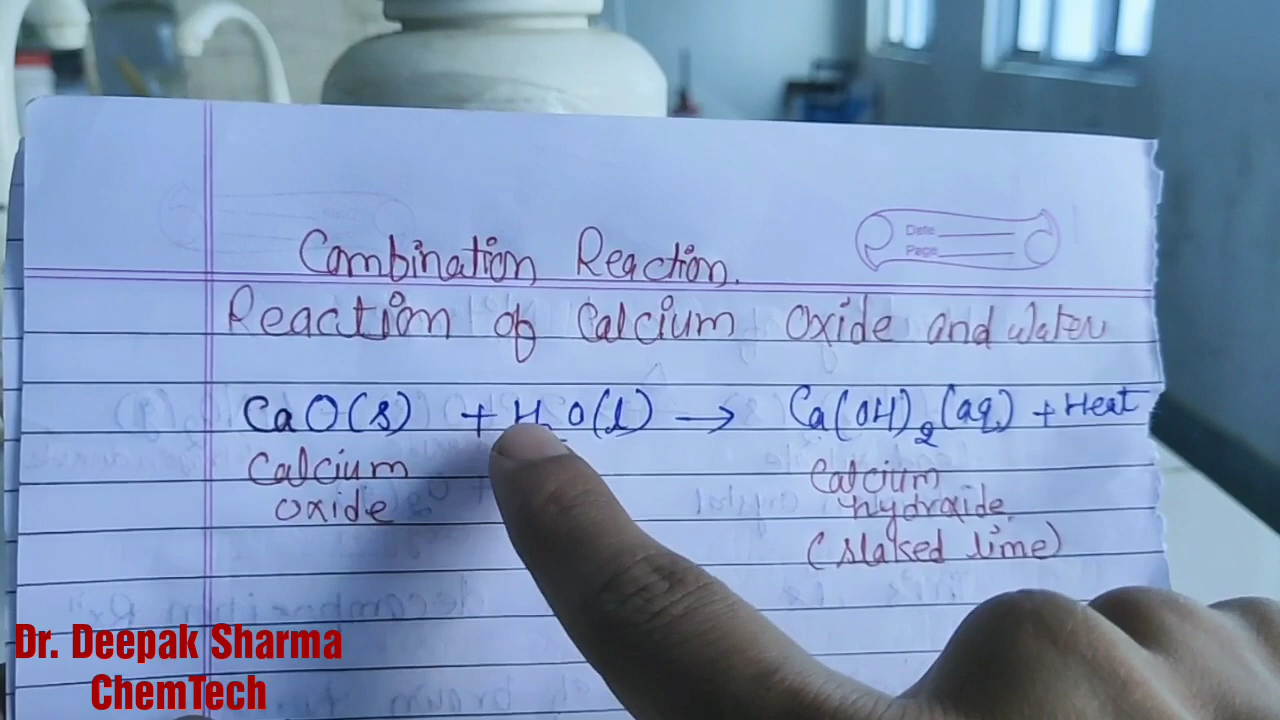 Date
Page
Combination Reaction.
Reaction of Calcium Oxide and Water
CaO(s) + H₂O(l) → Ca(OH)₂(aq) + Heat
Calcium
oxide
Calcium
hydroxide
(slaked lime)
Dr. Deepak Sharma
ChemTech